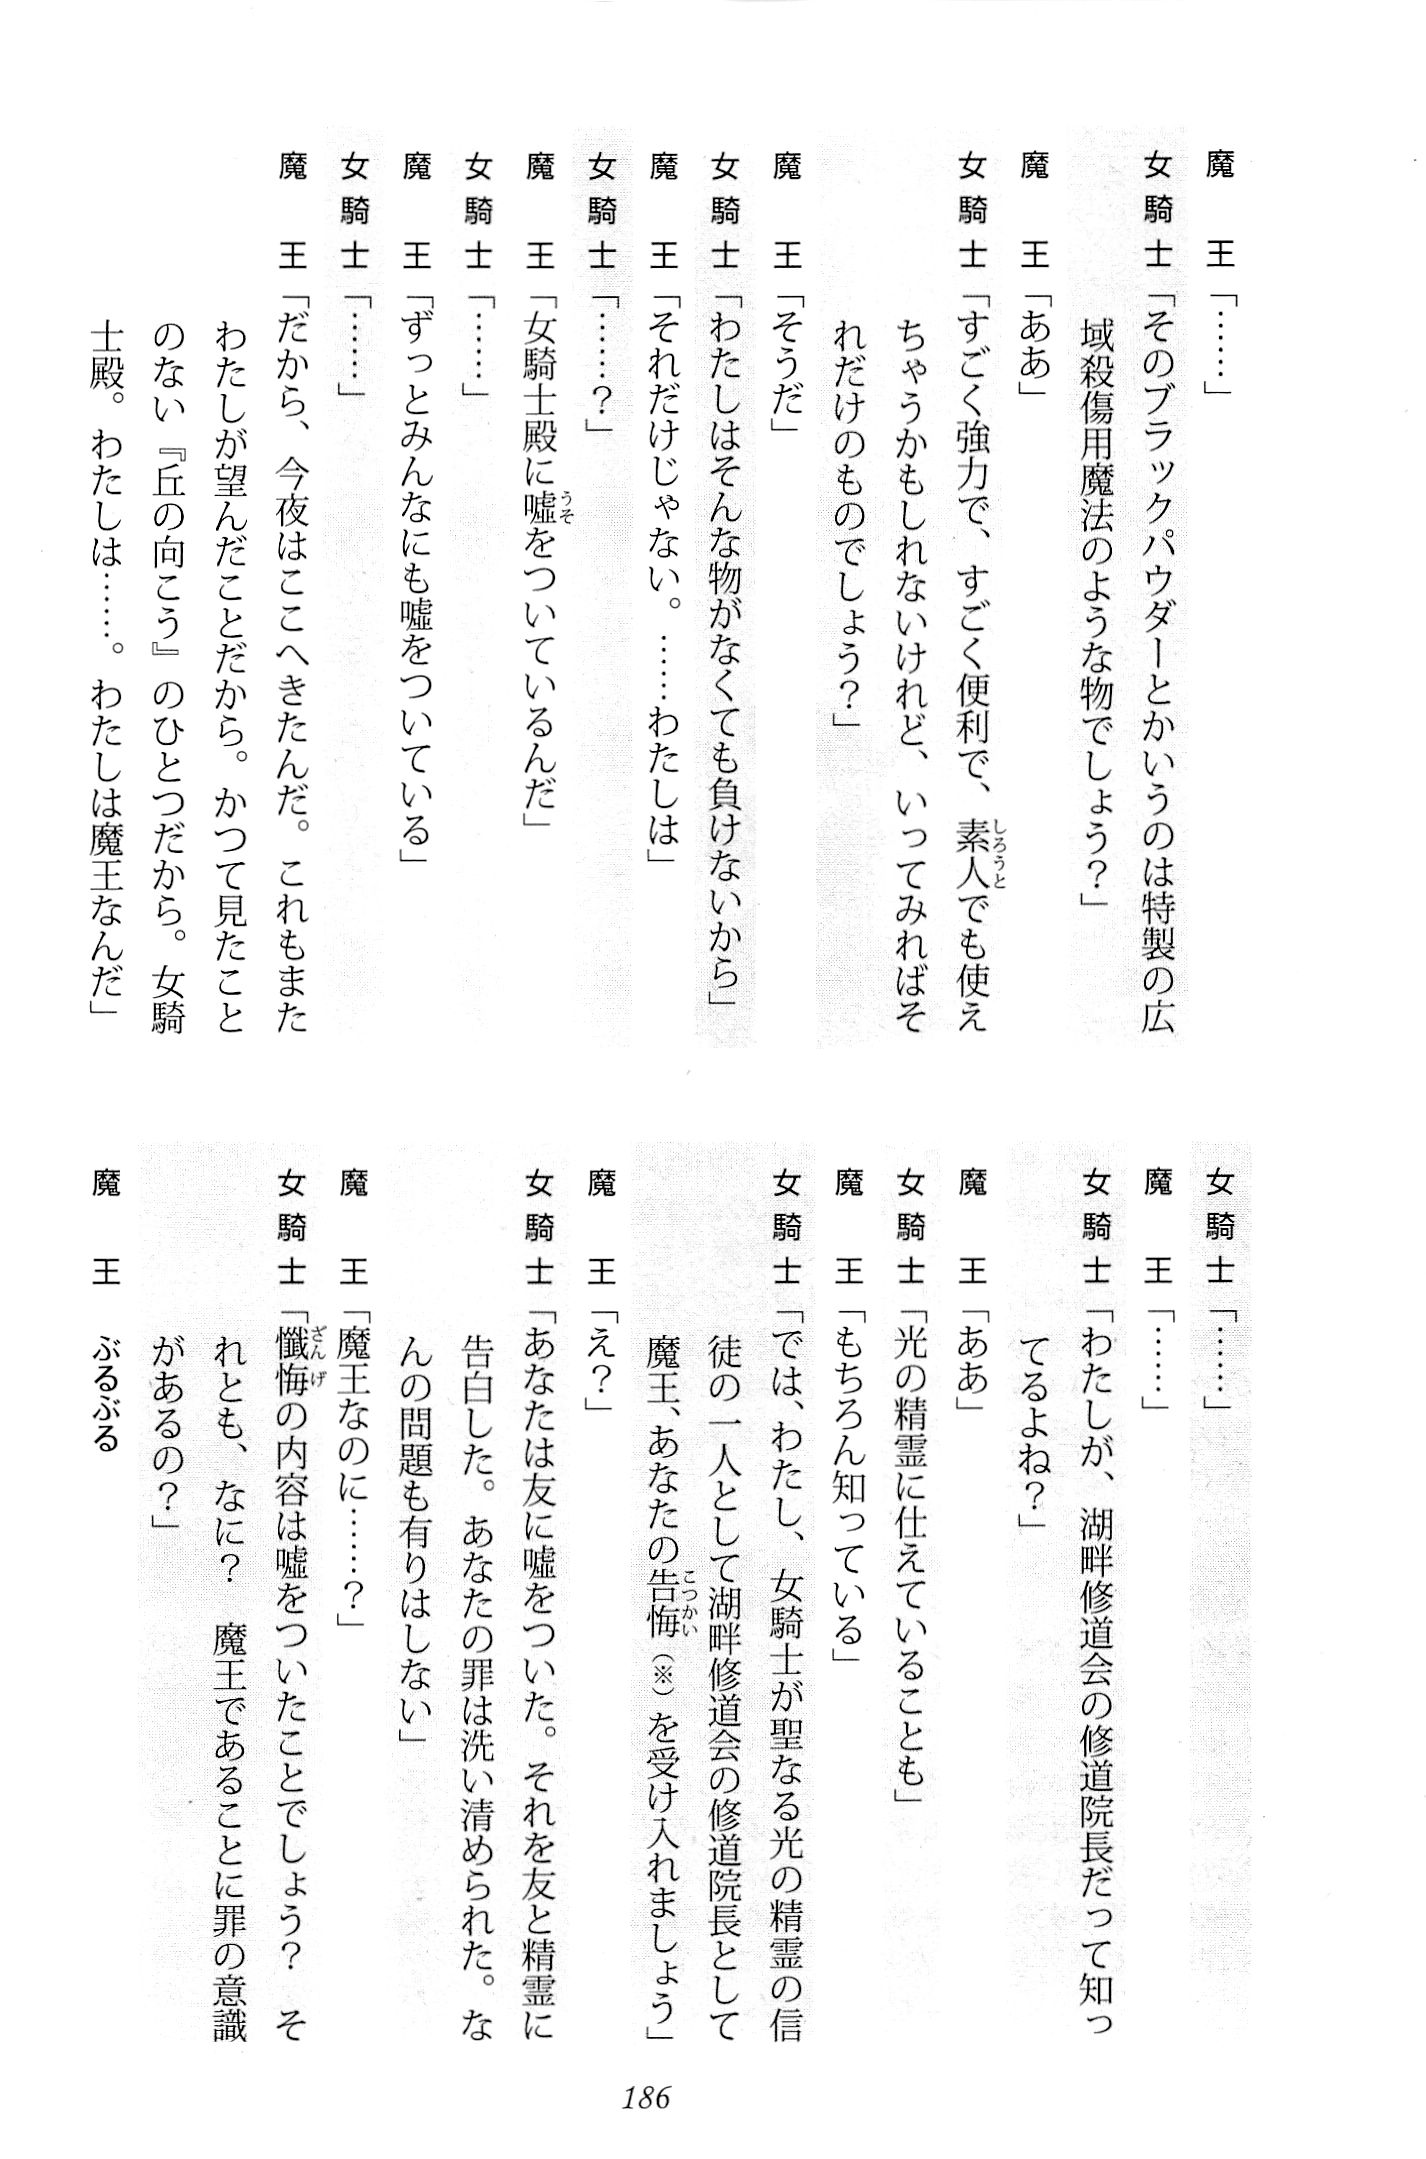 魔　王「……」
女騎士「そのブラックパウダーとかいうのは特製の広
域殺傷用魔法のような物でしょう？」
魔　王「ああ」
女騎士「すごく強力で、すごく便利で、素人でも使え
ちゃうかもしれないけれど、いってみればそ
れだけのものでしょう？」
魔　王「そうだ」
女騎士「わたしはそんな物がなくても負けないから」
魔　王「それだけじゃない。……わたしは」
女騎士「……？」
魔　王「女騎士殿に嘘をついているんだ」
女騎士「……」
魔　王「ずっとみんなにも嘘をついている」
女騎士「……」
魔　王「だから、今夜はここへきたんだ。これもまた
わたしが望んだことだから。かつて見たこと
のない『丘の向こう』のひとつだから。女騎
士殿。わたしは……。わたしは魔王なんだ」
女騎士「……」
魔　王「……」
女騎士「わたしが、湖畔修道会の修道院長だって知っ
てるよね？」
魔　王「ああ」
女騎士「光の精霊に仕えていることも」
魔　王「もちろん知っている」
女騎士「では、わたし、女騎士が聖なる光の精霊の信
徒の一人として湖畔修道会の修道院長として
魔王、あなたの告悔（※）を受け入れましょう」
魔　王「え？」
女騎士「あなたは友に嘘をついた。それを友と精霊に
告白した。あなたの罪は洗い清められた。な
んの問題も有りはしない」
魔　王「魔王なのに……？」
女騎士「懺悔の内容は嘘をついたことでしょう？　そ
れとも、なに？　魔王であることに罪の意識
があるの？」
魔　王　ぶるぶる
186